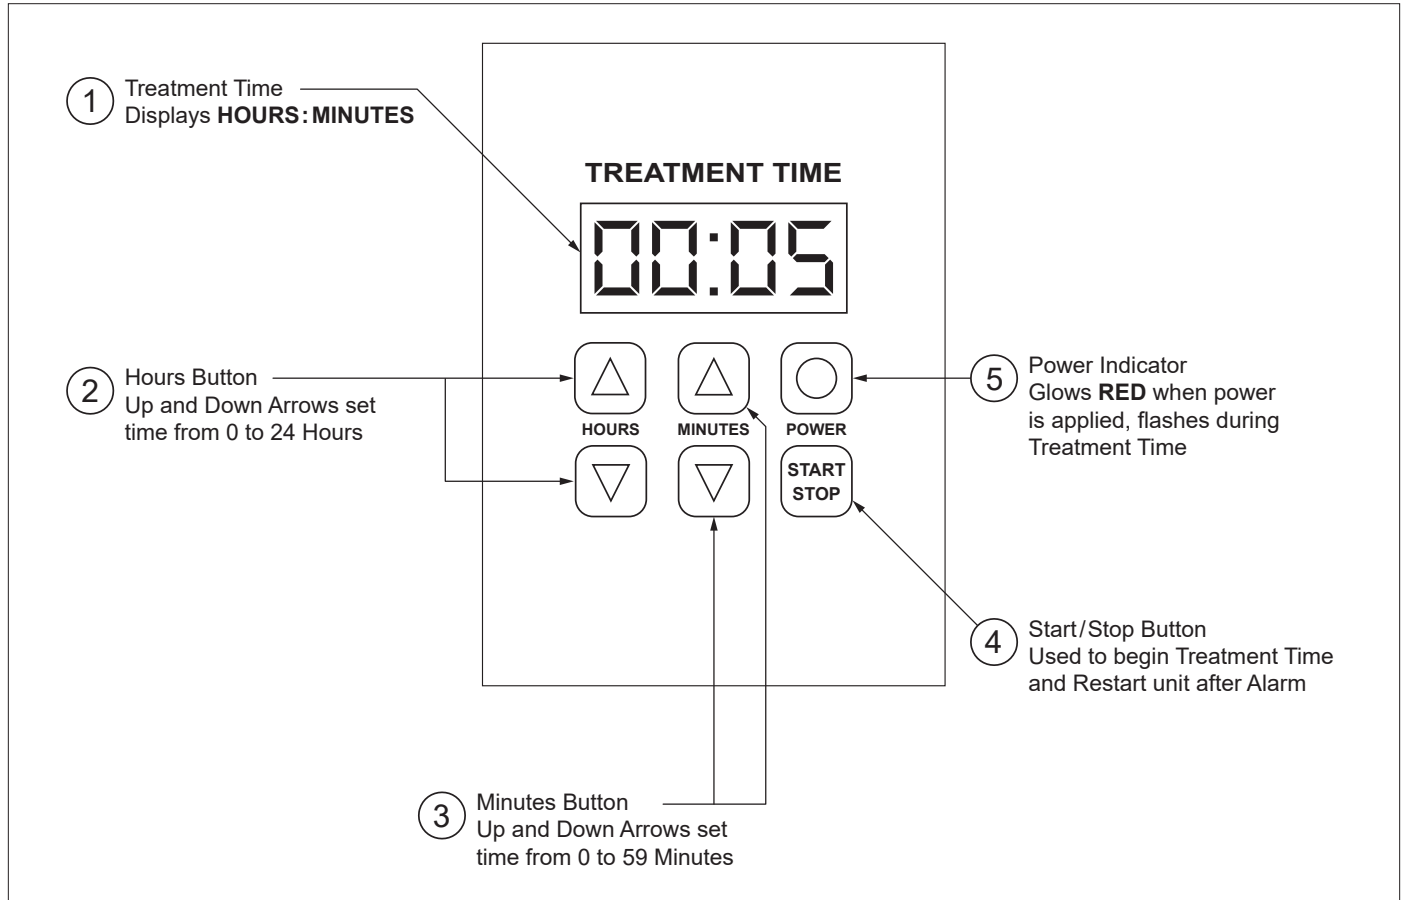 1
Treatment Time
Displays HOURS:MINUTES
TREATMENT TIME
00:05
2
Hours Button
Up and Down Arrows set
time from 0 to 24 Hours
HOURS
MINUTES
POWER
START
STOP
5
Power Indicator
Glows RED when power
is applied, flashes during
Treatment Time
4
Start/Stop Button
Used to begin Treatment Time
and Restart unit after Alarm
3
Minutes Button
Up and Down Arrows set
time from 0 to 59 Minutes